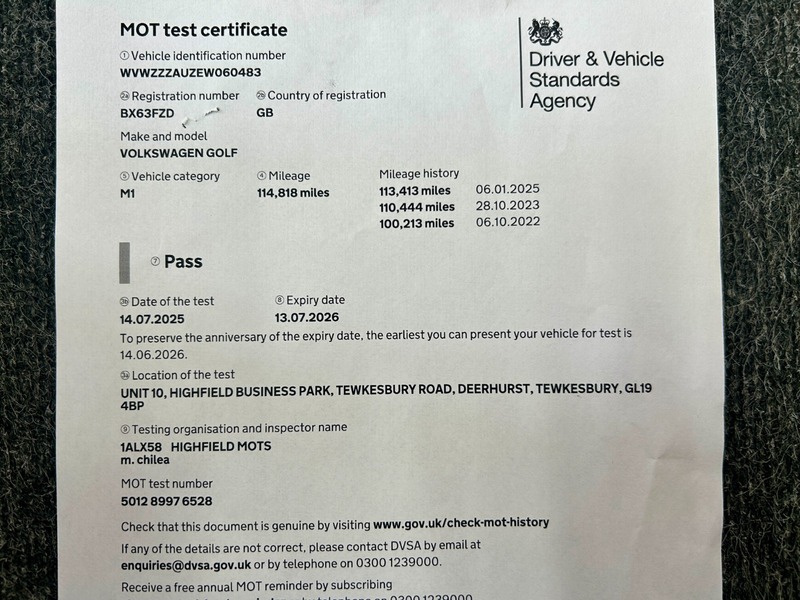 MOT test certificate
① Vehicle identification number
WVWZZZAUZEW060483
Driver & Vehicle
Standards
Agency
Registration number
Country of registration
BX63FZD
GB
Make and model
VOLKSWAGEN GOLF
⑤ Vehicle category
④ Mileage
Mileage history
M1
114,818 miles
113,413 miles 06.01.2025
110,444 miles 28.10.2023
100,213 miles 06.10.2022
⑦ Pass
Date of the test
⑧ Expiry date
14.07.2025
13.07.2026
To preserve the anniversary of the expiry date, the earliest you can present your vehicle for test is
14.06.2026.
Location of the test
UNIT 10, HIGHFIELD BUSINESS PARK, TEWKESBURY ROAD, DEERHURST, TEWKESBURY, GL19
4BP
⑨ Testing organisation and inspector name
1ALX58 HIGHFIELD MOTS
m. chilea
MOT test number
5012 8997 6528
Check that this document is genuine by visiting www.gov.uk/check-mot-history
If any of the details are not correct, please contact DVSA by email at
enquiries@dvsa.gov.uk or by telephone on 0300 1239000.
Receive a free annual MOT reminder by subscribing